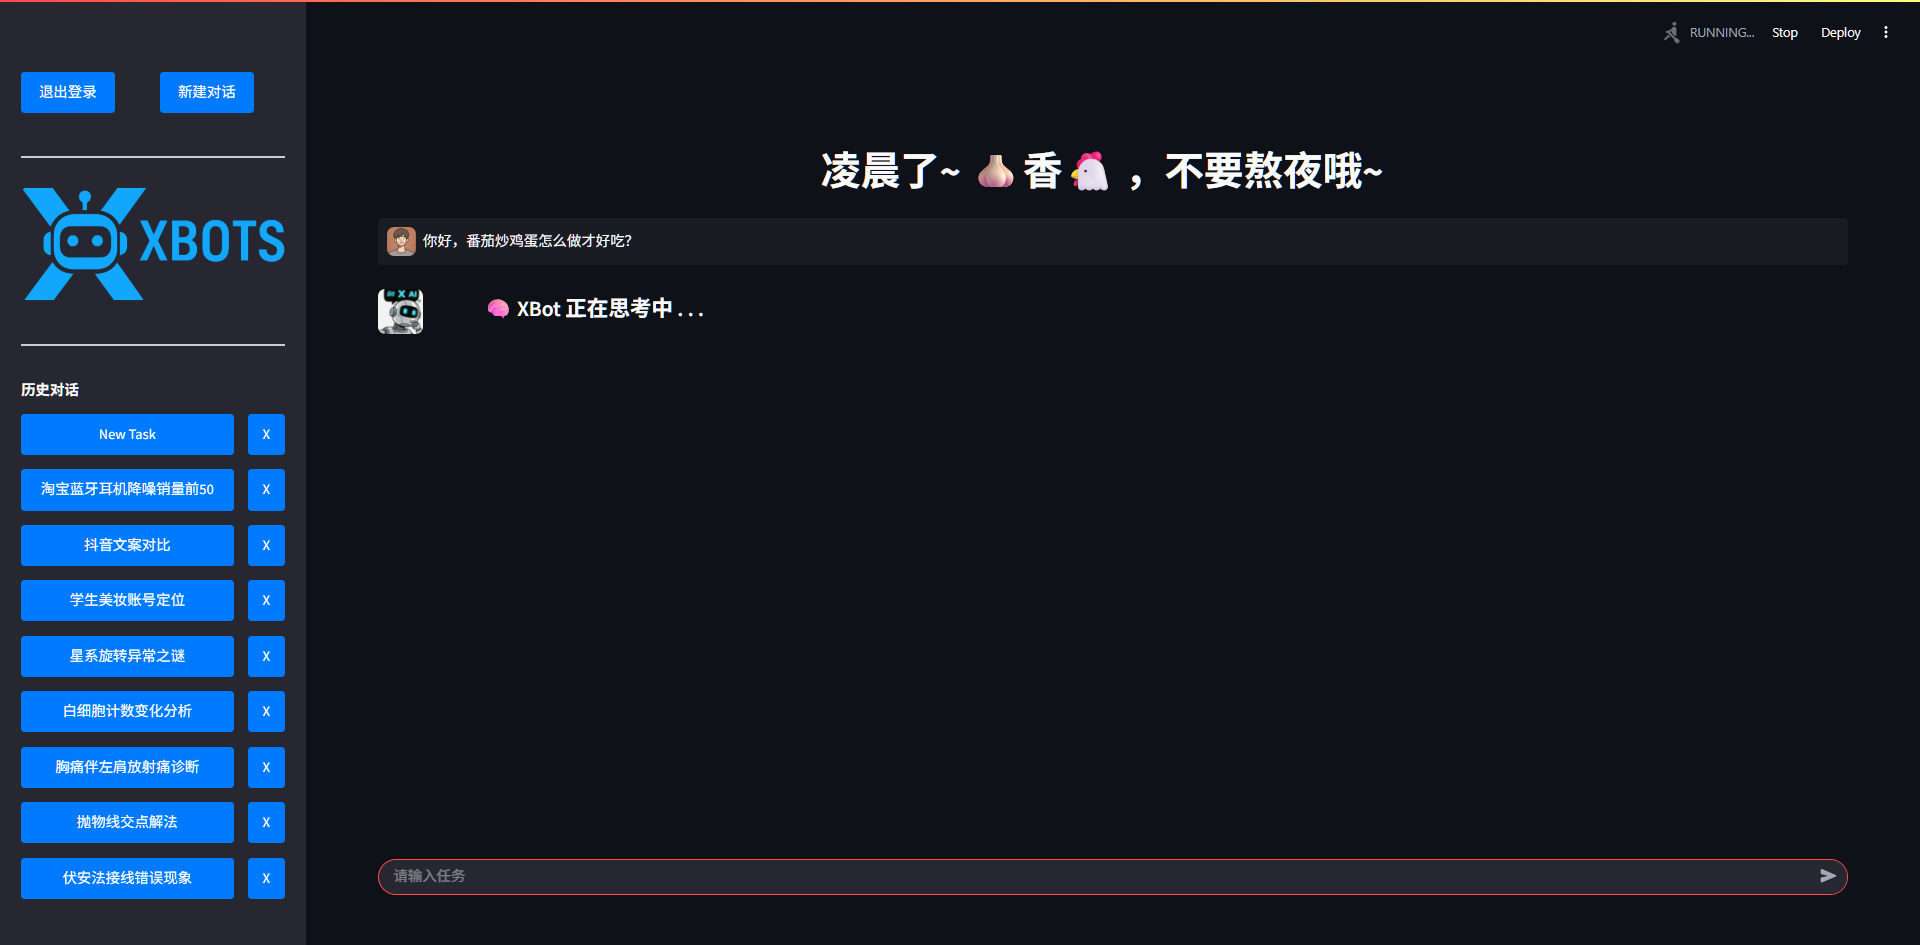 RUNNING...
Stop
Deploy
退出登录
新建对话
XBOTS
历史对话
New Task
X
淘宝蓝牙耳机降噪销量前50
X
抖音文案对比
X
学生美妆账号定位
X
星系旋转异常之谜
X
白细胞计数变化分析
X
胸痛伴左肩放射痛诊断
X
抛物线交点解法
X
伏安法接线错误现象
X
凌晨了~ 🧄香🐔 ，不要熬夜哦~
你好，番茄炒鸡蛋怎么做才好吃？
X AI
🧠 XBot 正在思考中 . . .
请输入任务